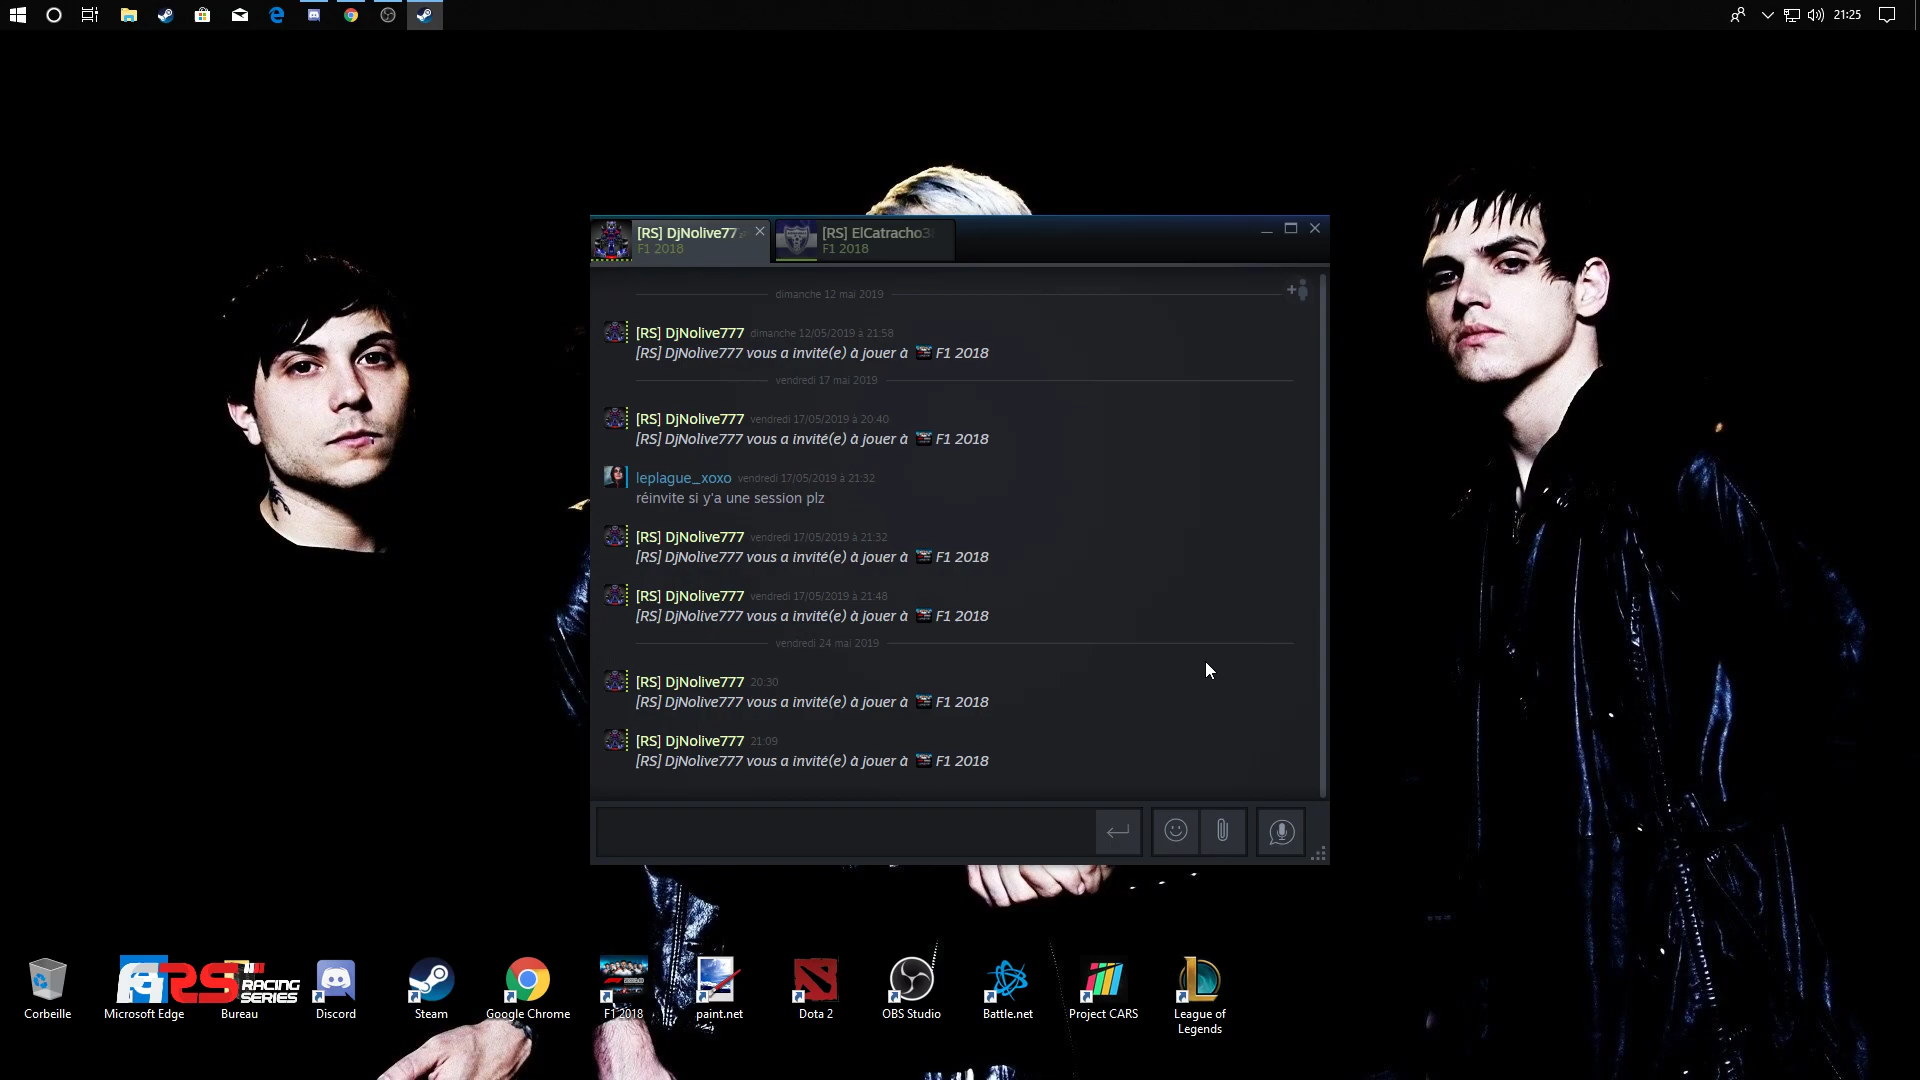 21:25
[RS] DjNolive77
F1 2018
[RS] ElCatracho3
F1 2018
dimanche 12 mai 2019
[RS] DjNolive777 dimanche 12/05/2019 à 21:58
[RS] DjNolive777 vous a invité(e) à jouer à F1 2018
vendredi 17 mai 2019
[RS] DjNolive777 vendredi 17/05/2019 à 20:40
[RS] DjNolive777 vous a invité(e) à jouer à F1 2018
leplague_xoxo vendredi 17/05/2019 à 21:32
réinvite si y'a une session plz
[RS] DjNolive777 vendredi 17/05/2019 à 21:32
[RS] DjNolive777 vous a invité(e) à jouer à F1 2018
[RS] DjNolive777 vendredi 17/05/2019 à 21:48
[RS] DjNolive777 vous a invité(e) à jouer à F1 2018
vendredi 24 mai 2019
[RS] DjNolive777 20:30
[RS] DjNolive777 vous a invité(e) à jouer à F1 2018
[RS] DjNolive777 21:09
[RS] DjNolive777 vous a invité(e) à jouer à F1 2018
RS RACING
SERIES
Corbeille
Microsoft Edge
Bureau
Discord
Steam
Google Chrome
F1 2018
paint.net
Dota 2
OBS Studio
Battle.net
Project CARS
League of
Legends